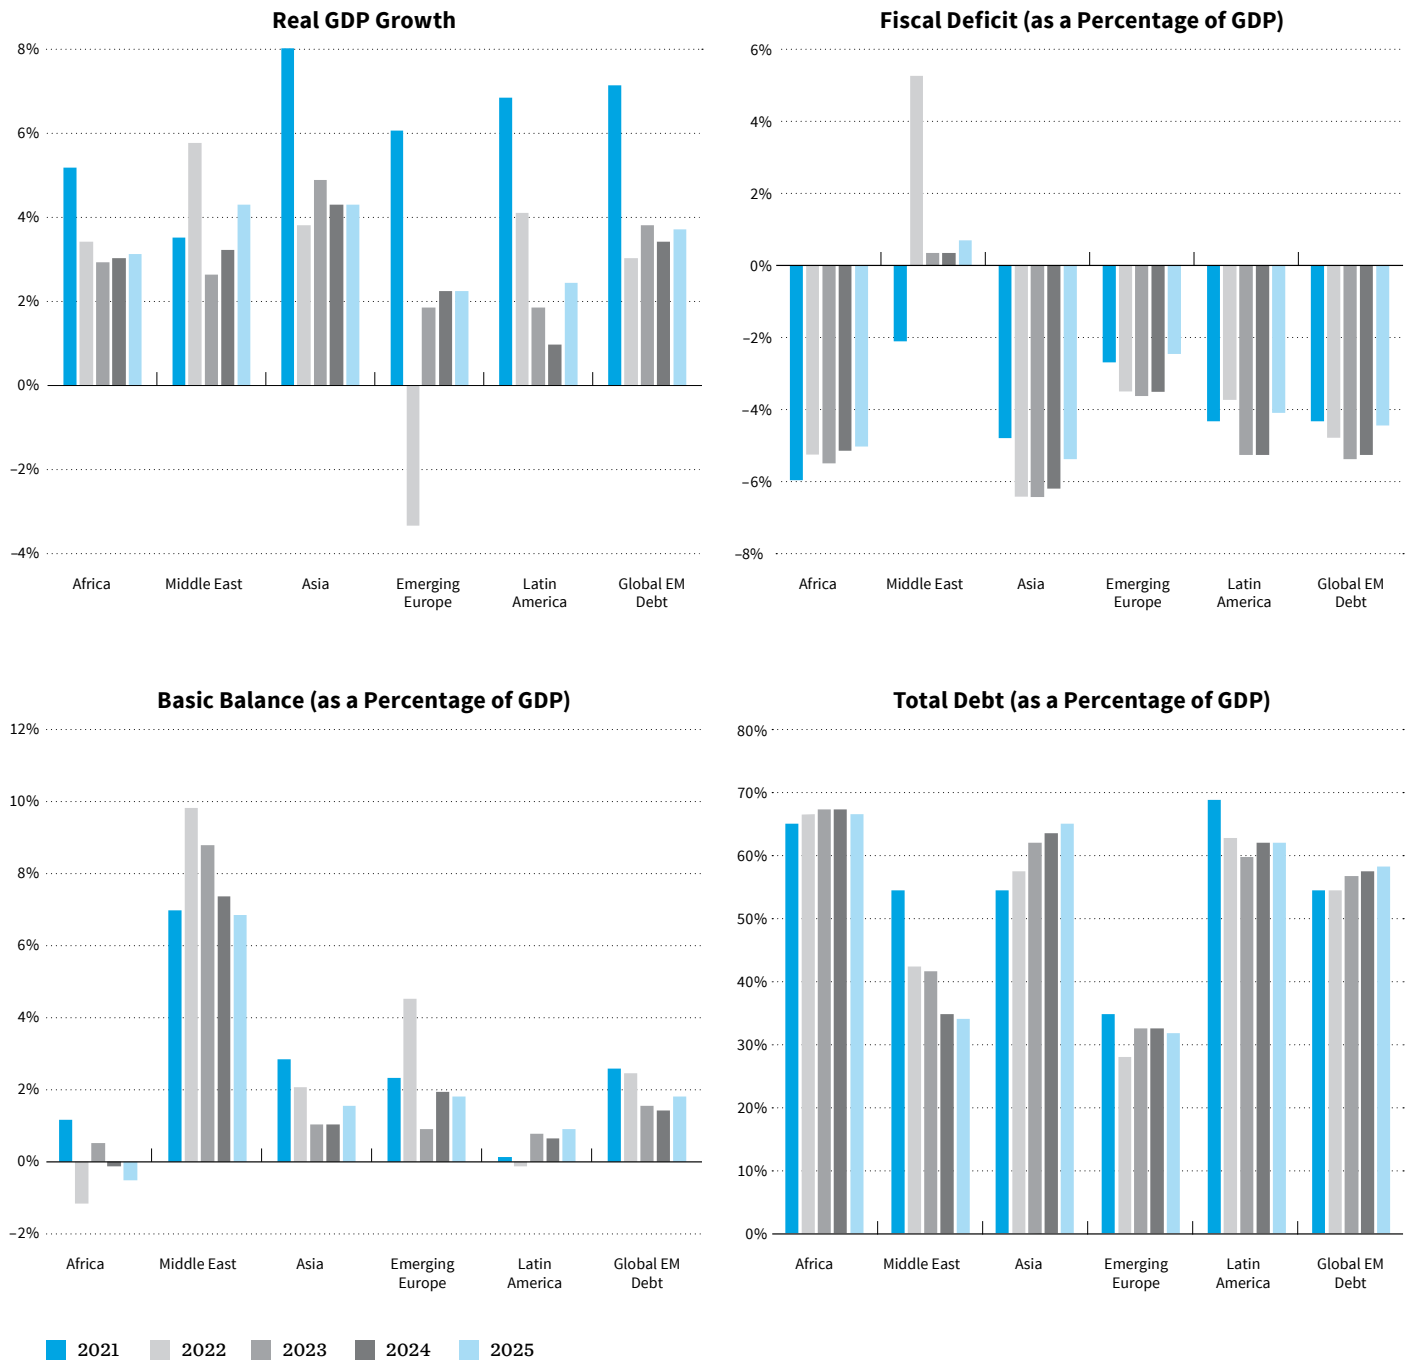 Real GDP Growth
8%
6%
4%
2%
0%
–2%
–4%
Africa
Middle East
Asia
Emerging
Europe
Latin
America
Global EM
Debt
Fiscal Deficit (as a Percentage of GDP)
6%
4%
2%
0%
–2%
–4%
–6%
–8%
Africa
Middle East
Asia
Emerging
Europe
Latin
America
Global EM
Debt
Basic Balance (as a Percentage of GDP)
12%
10%
8%
6%
4%
2%
0%
–2%
Africa
Middle East
Asia
Emerging
Europe
Latin
America
Global EM
Debt
Total Debt (as a Percentage of GDP)
80%
70%
60%
50%
40%
30%
20%
10%
0%
Africa
Middle East
Asia
Emerging
Europe
Latin
America
Global EM
Debt
2021 2022 2023 2024 2025